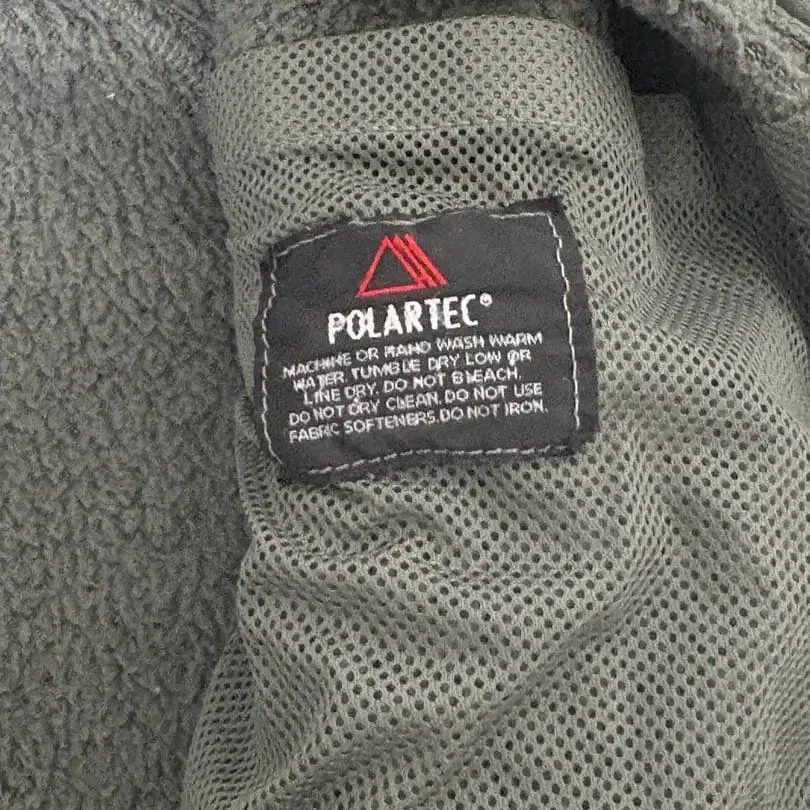 POLARTEC®
MACHINE OR HAND WASH WARM
WATER. TUMBLE DRY LOW OR
LINE DRY. DO NOT BLEACH.
DO NOT DRY CLEAN. DO NOT USE
FABRIC SOFTENERS. DO NOT IRON.